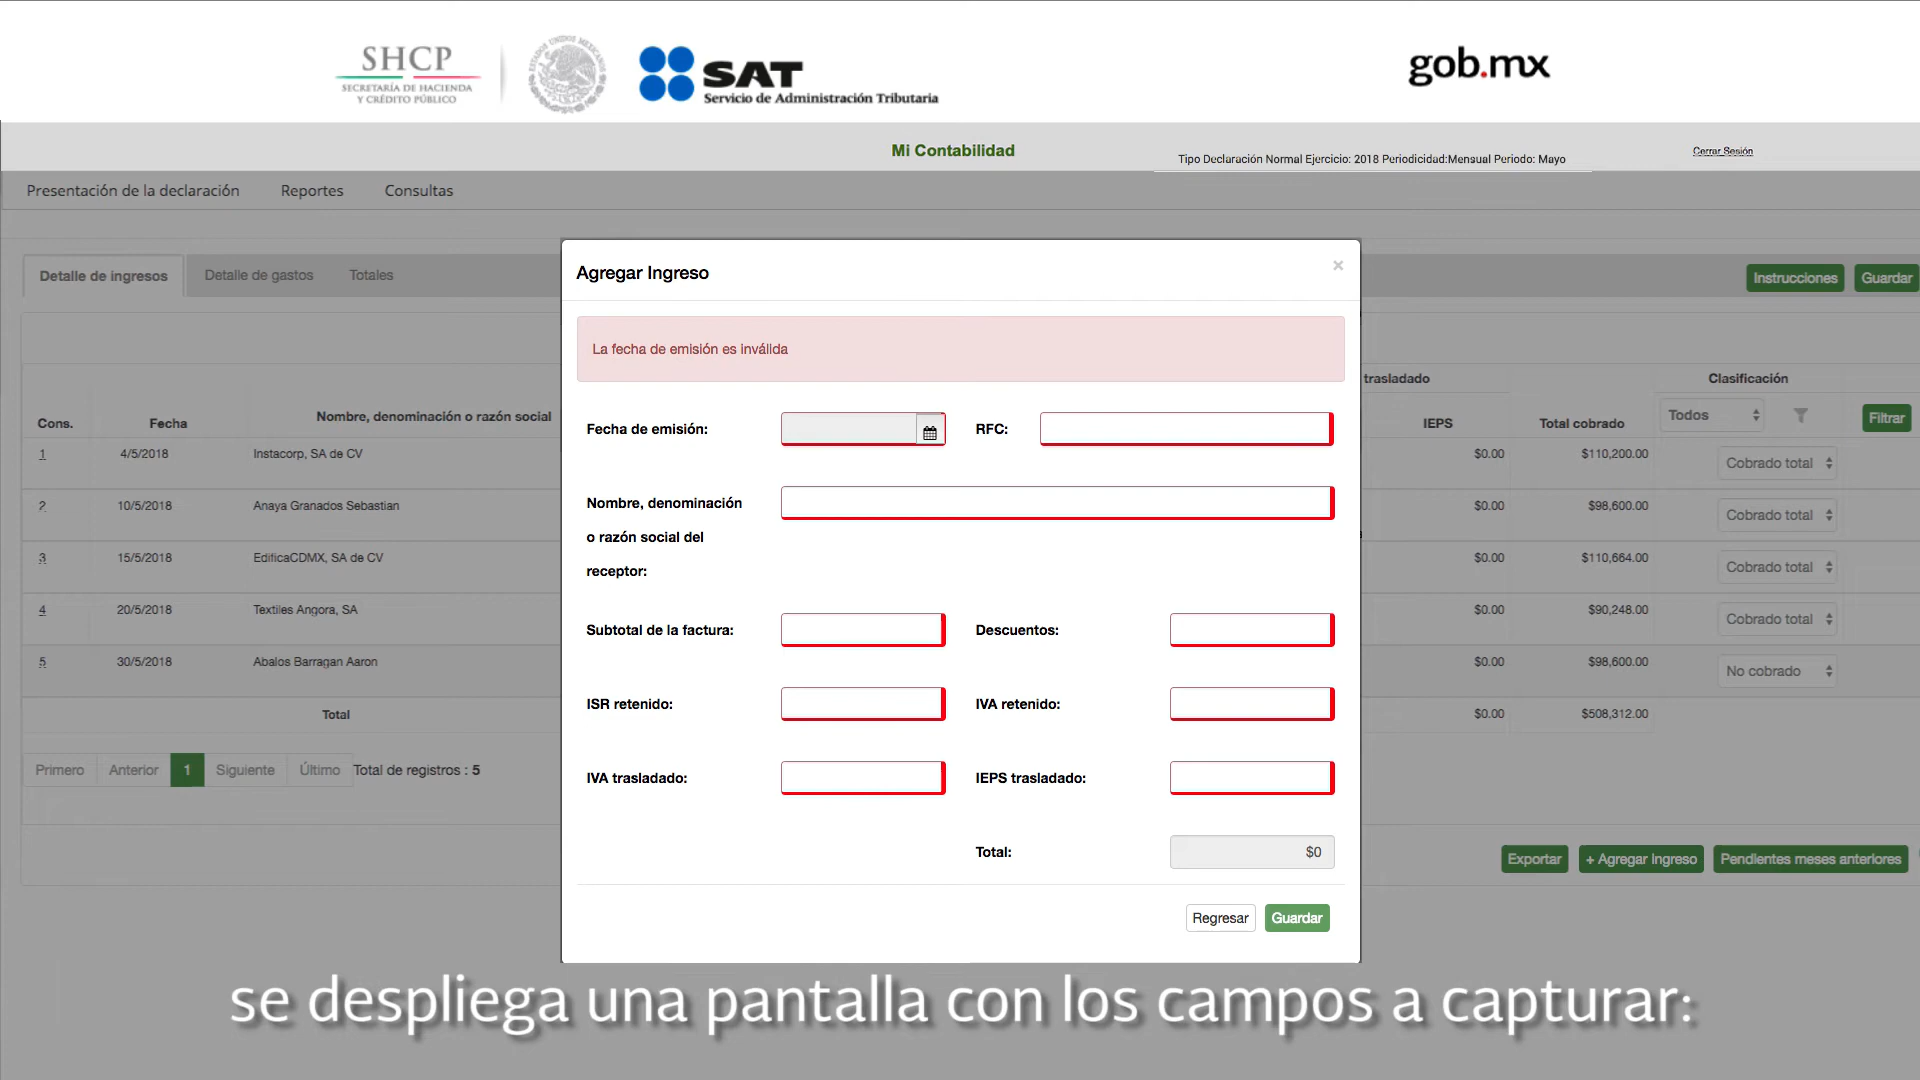 SHCP
SECRETARÍA DE HACIENDA
Y CRÉDITO PÚBLICO
ESTADOS UNIDOS MEXICANOS
SAT
Servicio de Administración Tributaria
gob.mx
Mi Contabilidad
Tipo Declaración Normal Ejercicio: 2018 Periodicidad:Mensual Periodo: Mayo
Cerrar Sesión
Presentación de la declaración Reportes Consultas
Detalle de ingresos Detalle de gastos Totales
Instrucciones Guardar
Agregar Ingreso ×
La fecha de emisión es inválida
Fecha de emisión: RFC:
Nombre, denominación
o razón social del
receptor:
Subtotal de la factura: Descuentos:
ISR retenido: IVA retenido:
IVA trasladado: IEPS trasladado:
Total: $0
Regresar Guardar
trasladado Clasificación
Cons. Fecha Nombre, denominación o razón social IEPS Total cobrado Todos Filtrar
1 4/5/2018 Instacorp, SA de CV $0.00 $110,200.00 Cobrado total
2 10/5/2018 Anaya Granados Sebastian $0.00 $98,600.00 Cobrado total
3 15/5/2018 EdificaCDMX, SA de CV $0.00 $110,664.00 Cobrado total
4 20/5/2018 Textiles Angora, SA $0.00 $90,248.00 Cobrado total
5 30/5/2018 Abalos Barragan Aaron $0.00 $98,600.00 No cobrado
Total $0.00 $508,312.00
Primero Anterior 1 Siguiente Último Total de registros : 5
Exportar + Agregar Ingreso Pendientes meses anteriores
se despliega una pantalla con los campos a capturar: